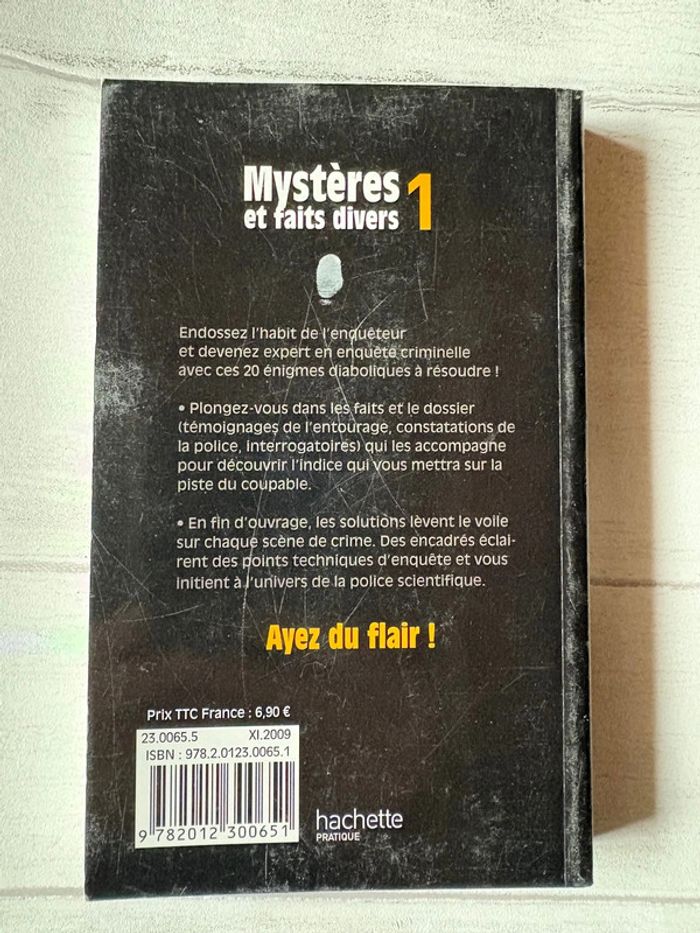 Mystères 1
et faits divers
Endossez l'habit de l'enquêteur
et devenez expert en enquête criminelle
avec ces 20 énigmes diaboliques à résoudre !
• Plongez-vous dans les faits et le dossier
(témoignages de l'entourage, constatations de
la police, interrogatoires) qui les accompagne
pour découvrir l'indice qui vous mettra sur la
piste du coupable.
• En fin d'ouvrage, les solutions lèvent le voile
sur chaque scène de crime. Des encadrés éclai-
rent des points techniques d'enquête et vous
initient à l'univers de la police scientifique.
Ayez du flair !
Prix TTC France : 6,90 €
23.0065.5 XI.2009
ISBN : 978.2.0123.0065.1
9 782012 300651
hachette
PRATIQUE